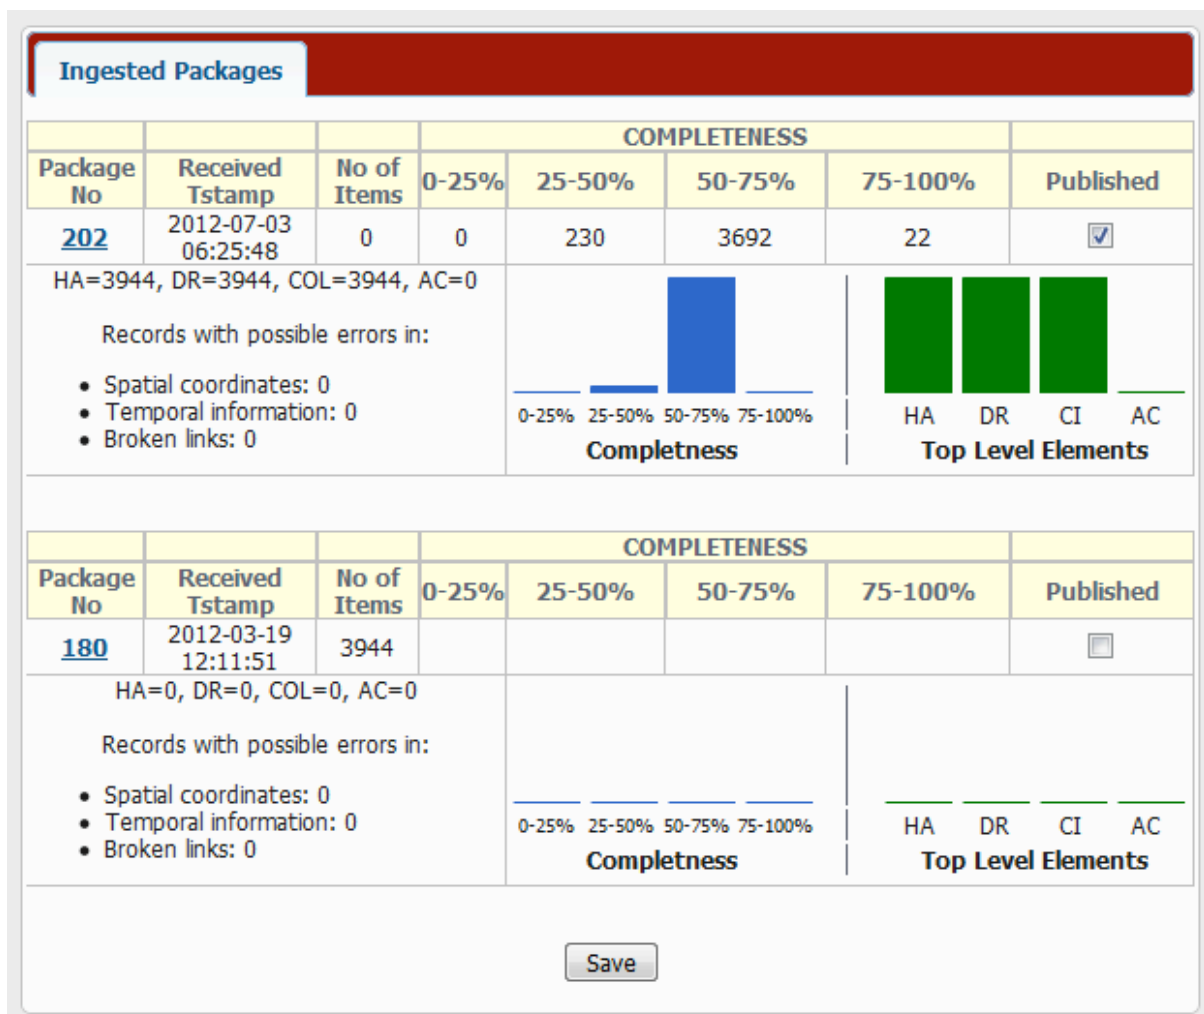 Ingested Packages
COMPLETENESS
Package No Received Tstamp No of Items 0-25% 25-50% 50-75% 75-100% Published
202 2012-07-03 06:25:48 0 0 230 3692 22
HA=3944, DR=3944, COL=3944, AC=0
Records with possible errors in:
• Spatial coordinates: 0
• Temporal information: 0
• Broken links: 0
0-25% 25-50% 50-75% 75-100%
Completness
HA DR CI AC
Top Level Elements
COMPLETENESS
Package No Received Tstamp No of Items 0-25% 25-50% 50-75% 75-100% Published
180 2012-03-19 12:11:51 3944
HA=0, DR=0, COL=0, AC=0
Records with possible errors in:
• Spatial coordinates: 0
• Temporal information: 0
• Broken links: 0
0-25% 25-50% 50-75% 75-100%
Completness
HA DR CI AC
Top Level Elements
Save